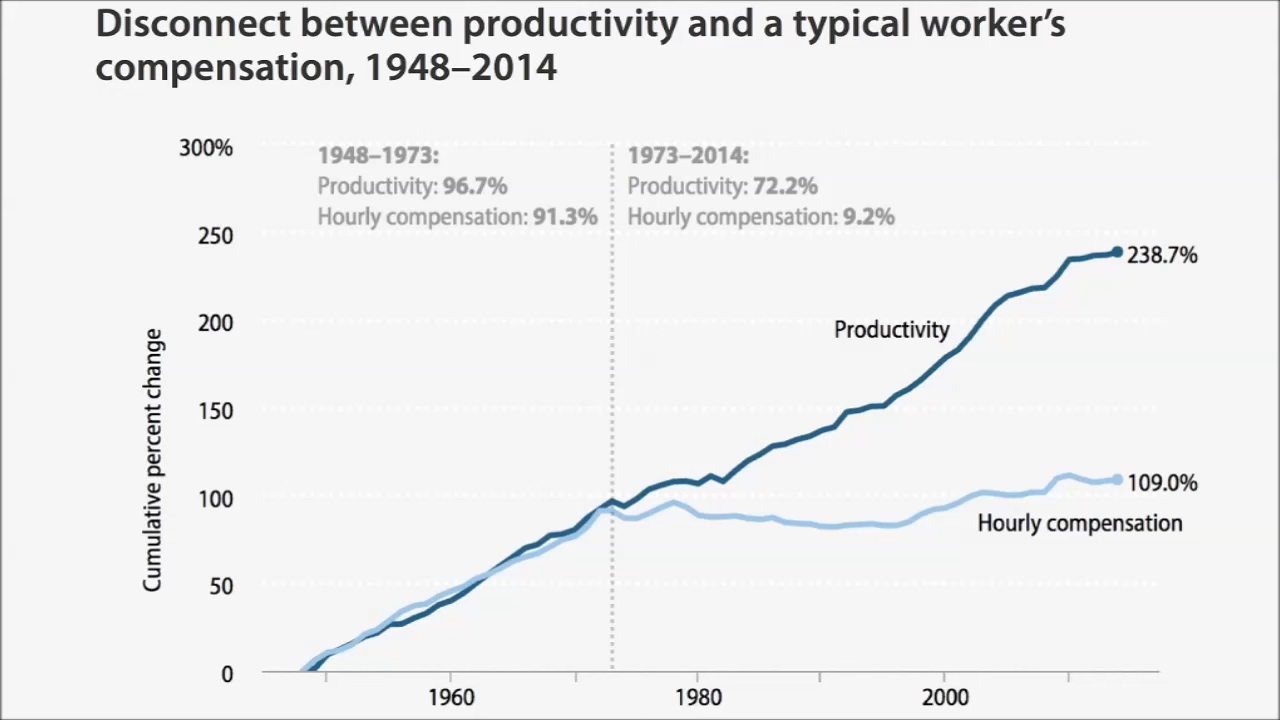 Disconnect between productivity and a typical worker’s
compensation, 1948–2014
300%
250
200
150
100
50
0
Cumulative percent change
1948–1973:
Productivity: 96.7%
Hourly compensation: 91.3%
1973–2014:
Productivity: 72.2%
Hourly compensation: 9.2%
238.7%
Productivity
109.0%
Hourly compensation
1960
1980
2000